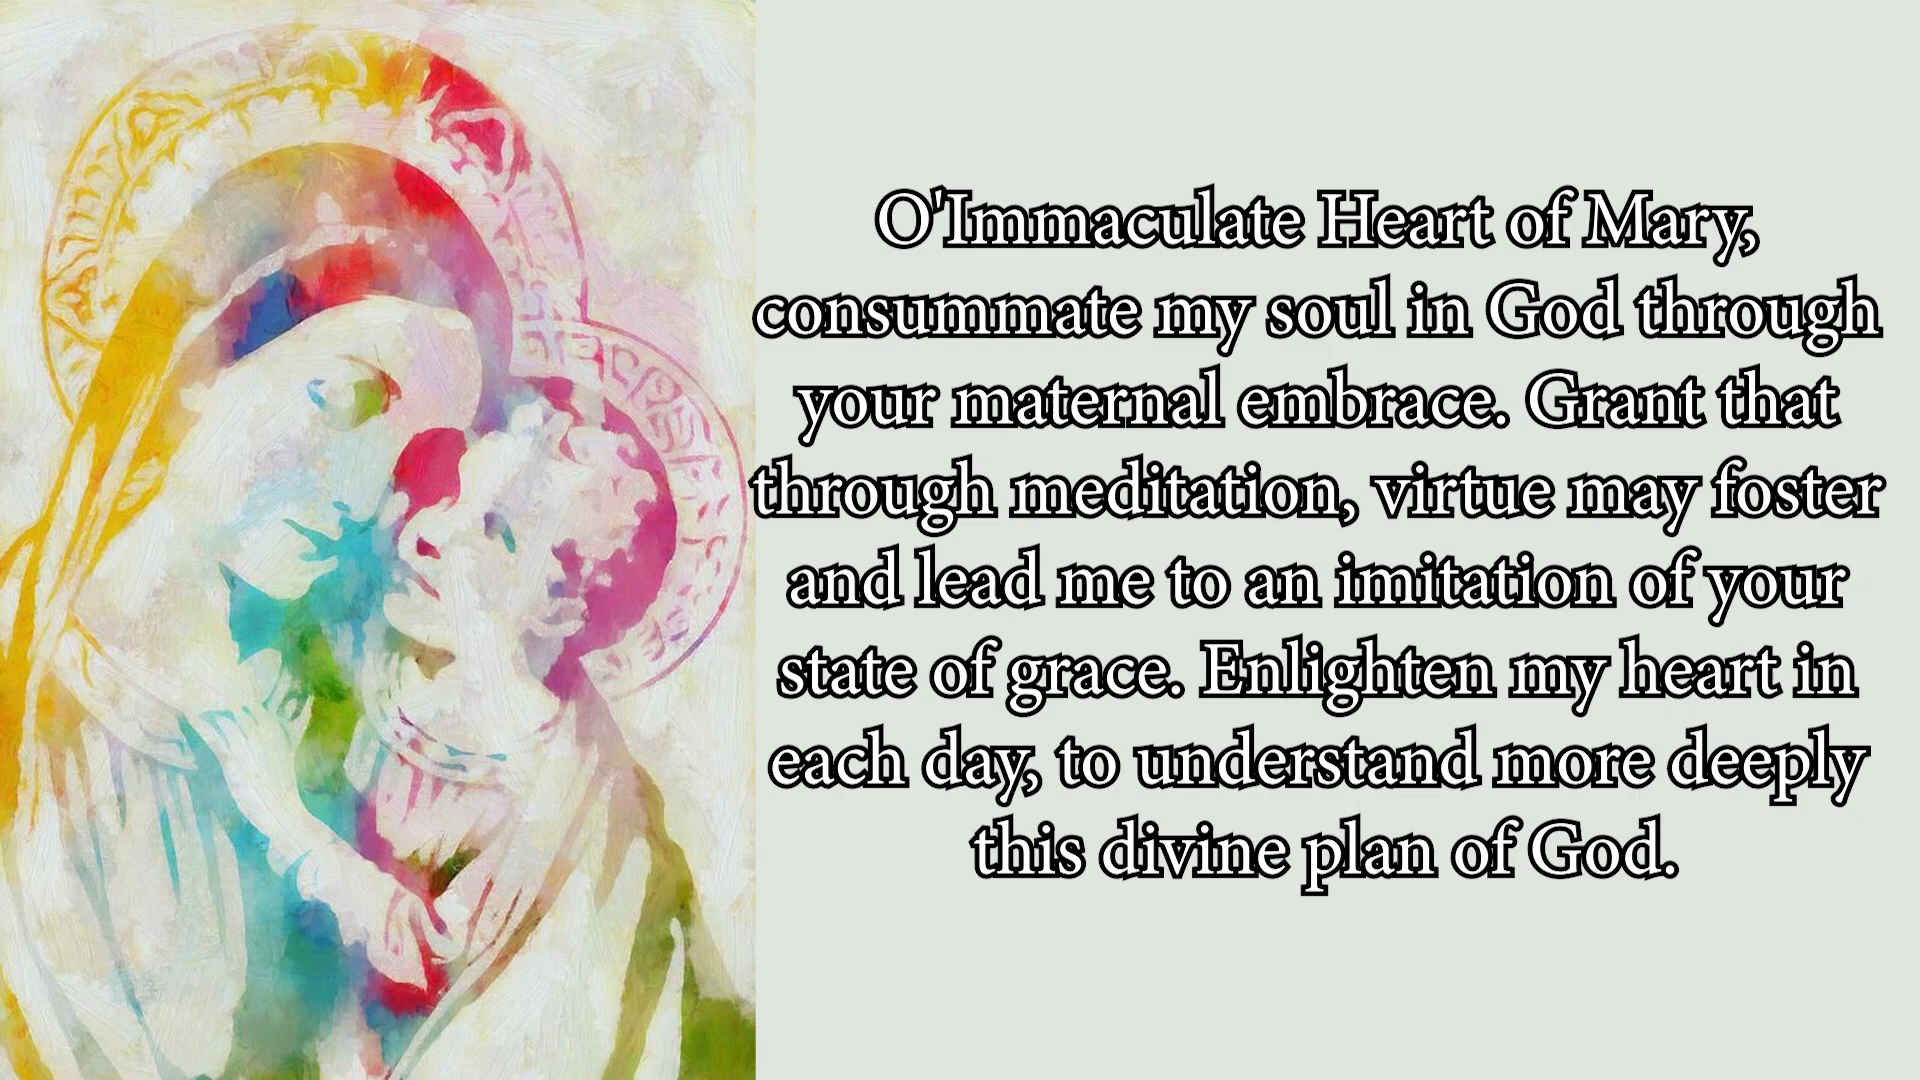 O'Immaculate Heart of Mary,
consummate my soul in God through
your maternal embrace. Grant that
through meditation, virtue may foster
and lead me to an imitation of your
state of grace. Enlighten my heart in
each day, to understand more deeply
this divine plan of God.